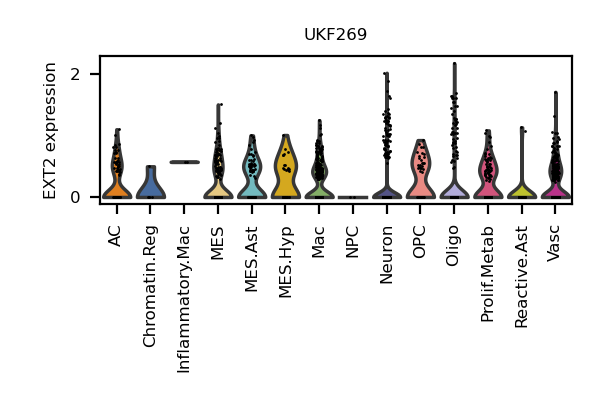 UKF269
EXT2 expression
2
0
AC
Chromatin.Reg
Inflammatory.Mac
MES
MES.Ast
MES.Hyp
Mac
NPC
Neuron
OPC
Oligo
Prolif.Metab
Reactive.Ast
Vasc